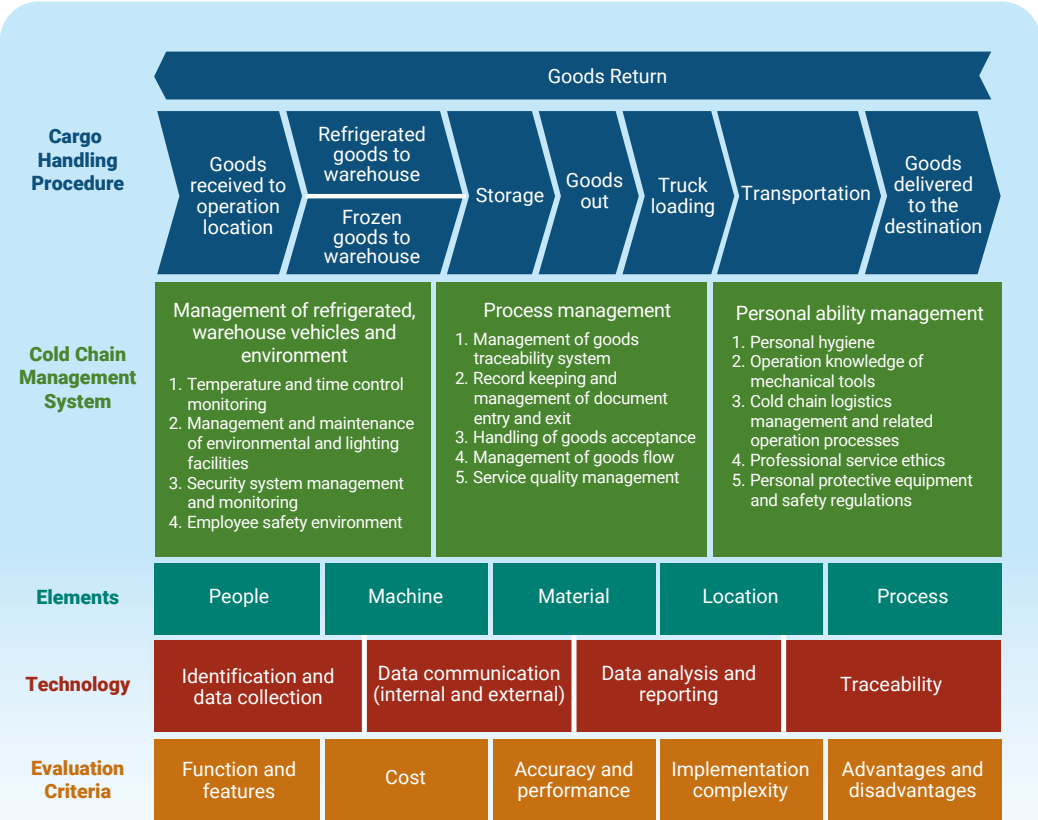 Goods Return
Cargo
Handling
Procedure
Goods
received to
operation
location
Refrigerated
goods to
warehouse
Frozen
goods to
warehouse
Storage
Goods
out
Truck
loading
Transportation
Goods
delivered
to the
destination
Cold Chain
Management
System
Management of refrigerated,
warehouse vehicles and
environment
1. Temperature and time control
monitoring
2. Management and maintenance
of environmental and lighting
facilities
3. Security system management
and monitoring
4. Employee safety environment
Process management
1. Management of goods
traceability system
2. Record keeping and
management of document
entry and exit
3. Handling of goods acceptance
4. Management of goods flow
5. Service quality management
Personal ability management
1. Personal hygiene
2. Operation knowledge of
mechanical tools
3. Cold chain logistics
management and related
operation processes
4. Professional service ethics
5. Personal protective equipment
and safety regulations
Elements
People
Machine
Material
Location
Process
Technology
Identification and
data collection
Data communication
(internal and external)
Data analysis and
reporting
Traceability
Evaluation
Criteria
Function and
features
Cost
Accuracy and
performance
Implementation
complexity
Advantages and
disadvantages